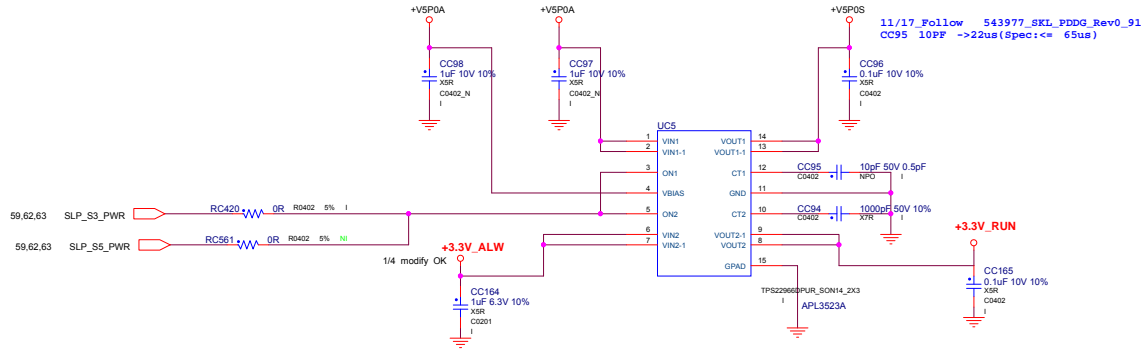 +V5P0A
+V5P0A
+V5P0S
11/17_Follow 543977_SKL_PDDG_Rev0_91
CC95 10PF ->22us(Spec:<= 65us)
CC98
1uF 10V 10%
X5R
C0402_N
I
CC97
1uF 10V 10%
X5R
C0402_N
I
CC96
0.1uF 10V 10%
X5R
C0402
I
UC5
1 VIN1 VOUT1 14
2 VIN1-1 VOUT1-1 13
3 ON1 CT1 12
4 VBIAS GND 11
5 ON2 CT2 10
6 VIN2 VOUT2-1 9
7 VIN2-1 VOUT2 8
GPAD 15
CC95 10pF 50V 0.5pF
C0402 NPO I
CC94 1000pF 50V 10%
C0402 X7R I
59,62,63 SLP_S3_PWR RC420 0R R0402 5% I
59,62,63 SLP_S5_PWR RC561 0R R0402 5% NI
+3.3V_ALW
1/4 modify OK
CC164
1uF 6.3V 10%
X5R
C0201
I
+3.3V_RUN
CC165
0.1uF 10V 10%
X5R
C0402
I
TPS22966DPUR_SON14_2X3
I
APL3523A